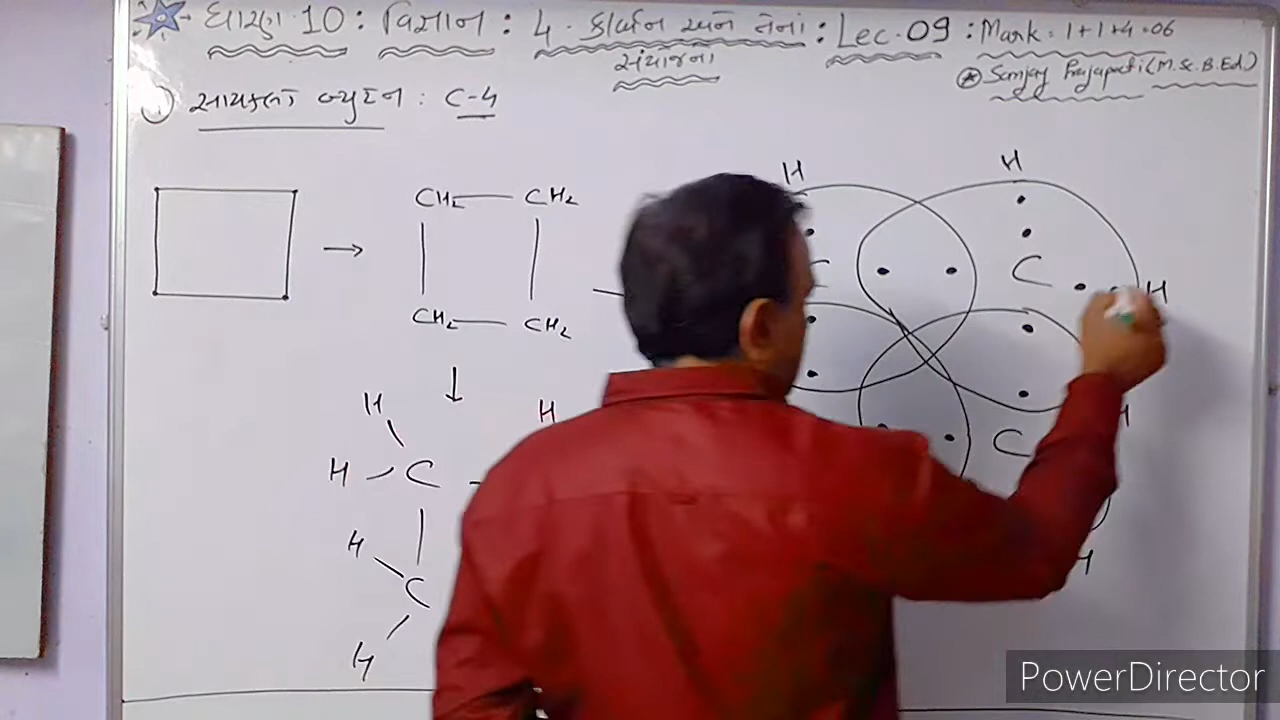 ધોરણ 10 : વિજ્ઞાન : 4. કાર્બન અને તેનાં : Lec-09 : Mark = 1+1+4=06
સંયોજનો
Sanjay Prajapati (M.Sc.B.Ed)
સાયક્લો બ્યુટેન : C-4
H H
CH₂ CH₂
C C H
CH₂ CH₂
H H H
H C C
H H
C
H
PowerDirector